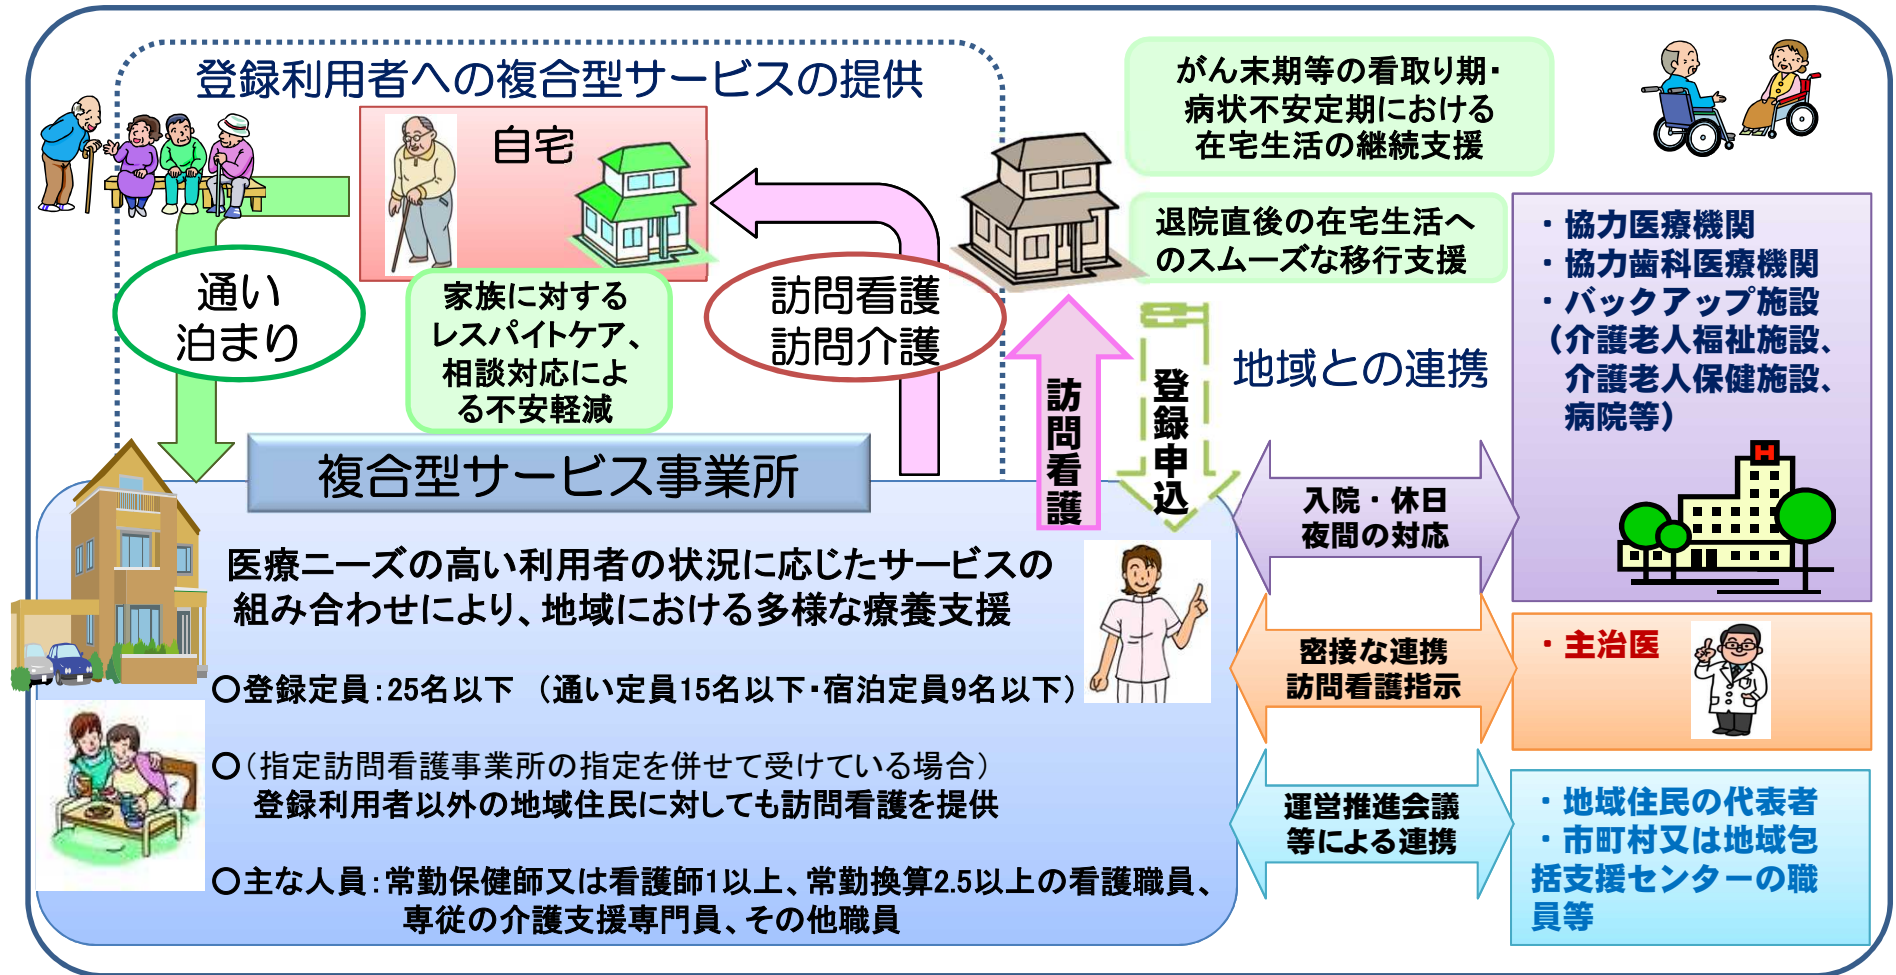 登録利用者への複合型サービスの提供
自宅
通い
泊まり
家族に対する
レスパイトケア、
相談対応によ
る不安軽減
訪問看護
訪問介護
がん末期等の看取り期・
病状不安定期における
在宅生活の継続支援
退院直後の在宅生活へ
のスムーズな移行支援
訪問看護
登録申込
地域との連携
・協力医療機関
・協力歯科医療機関
・バックアップ施設
（介護老人福祉施設、
介護老人保健施設、
病院等）
H
複合型サービス事業所
医療ニーズの高い利用者の状況に応じたサービスの
組み合わせにより、地域における多様な療養支援
○登録定員：25名以下 （通い定員15名以下・宿泊定員9名以下）
○（指定訪問看護事業所の指定を併せて受けている場合）
登録利用者以外の地域住民に対しても訪問看護を提供
○主な人員：常勤保健師又は看護師1以上、常勤換算2.5以上の看護職員、
専従の介護支援専門員、その他職員
入院・休日
夜間の対応
密接な連携
訪問看護指示
・主治医
運営推進会議
等による連携
・地域住民の代表者
・市町村又は地域包
括支援センターの職
員等